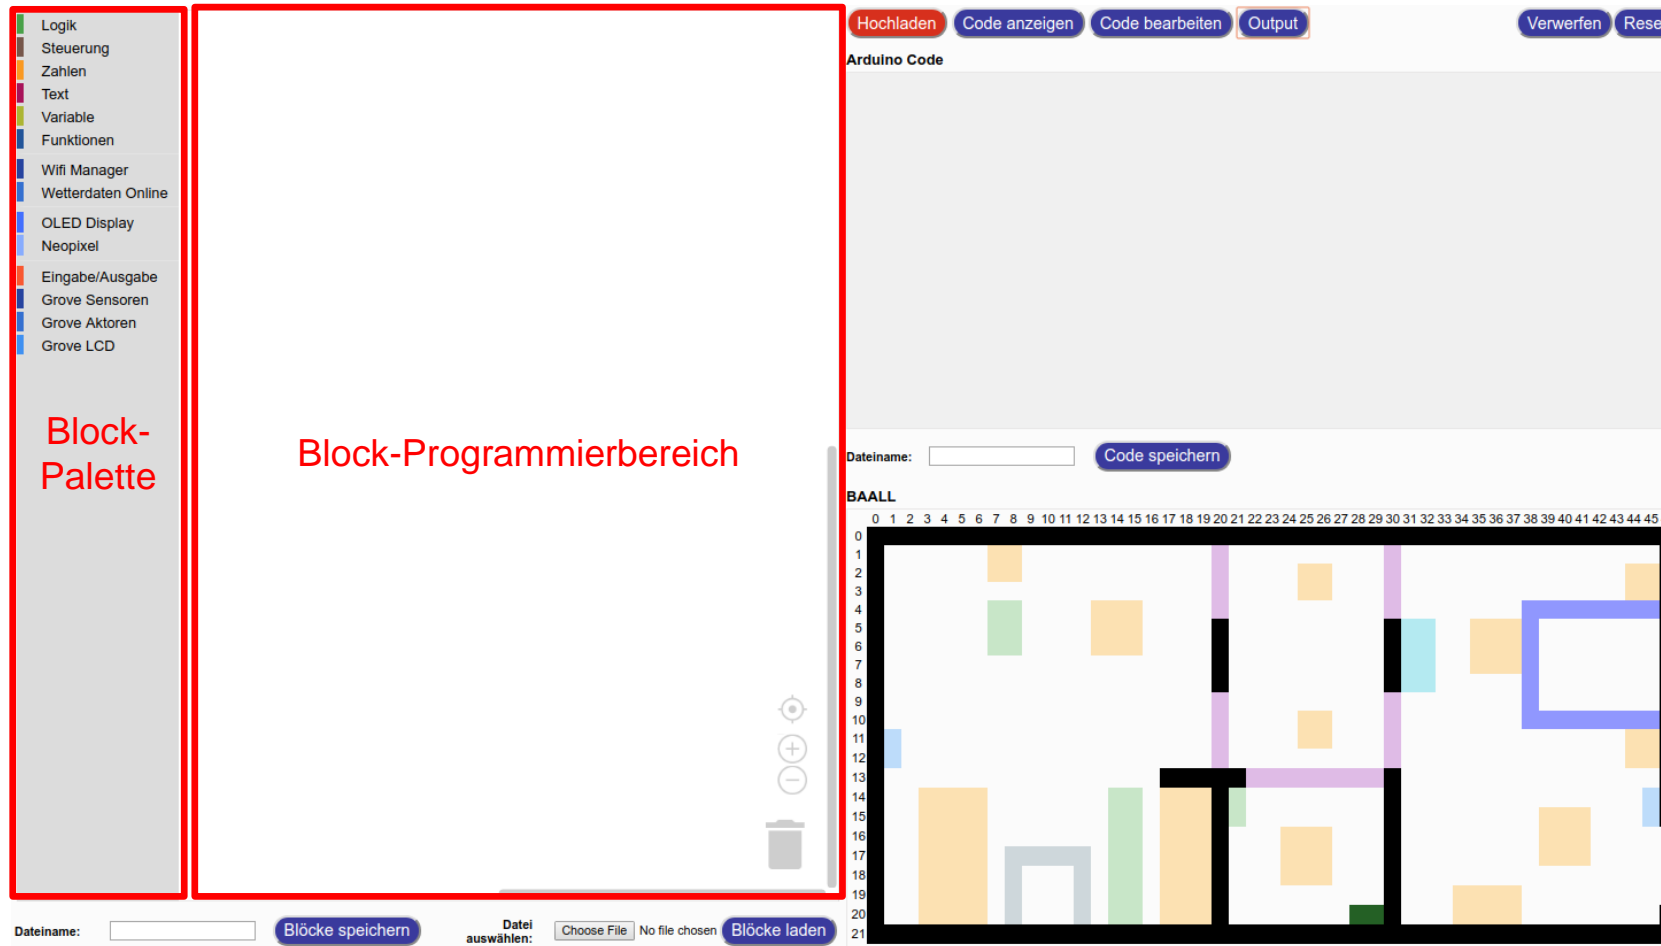 Logik
Steuerung
Zahlen
Text
Variable
Funktionen
Wifi Manager
Wetterdaten Online
OLED Display
Neopixel
Eingabe/Ausgabe
Grove Sensoren
Grove Aktoren
Grove LCD
Block-
Palette
Block-Programmierbereich
Dateiname:
Blöcke speichern
Datei
auswählen:
Choose File No file chosen
Blöcke laden
Hochladen Code anzeigen Code bearbeiten Output Verwerfen Rese
Arduino Code
Dateiname:
Code speichern
BAALL
0 1 2 3 4 5 6 7 8 9 10 11 12 13 14 15 16 17 18 19 20 21 22 23 24 25 26 27 28 29 30 31 32 33 34 35 36 37 38 39 40 41 42 43 44 45
0
1
2
3
4
5
6
7
8
9
10
11
12
13
14
15
16
17
18
19
20
21